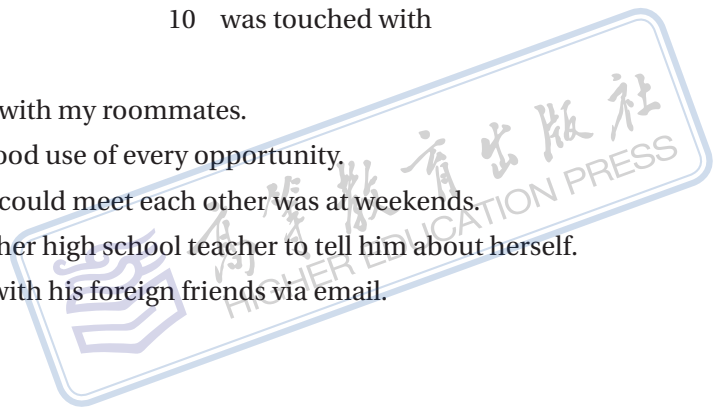 10 was touched with
with my roommates.
ood use of every opportunity.
could meet each other was at weekends.
her high school teacher to tell him about herself.
with his foreign friends via email.
高等教育出版社
HIGHER EDUCATION PRESS